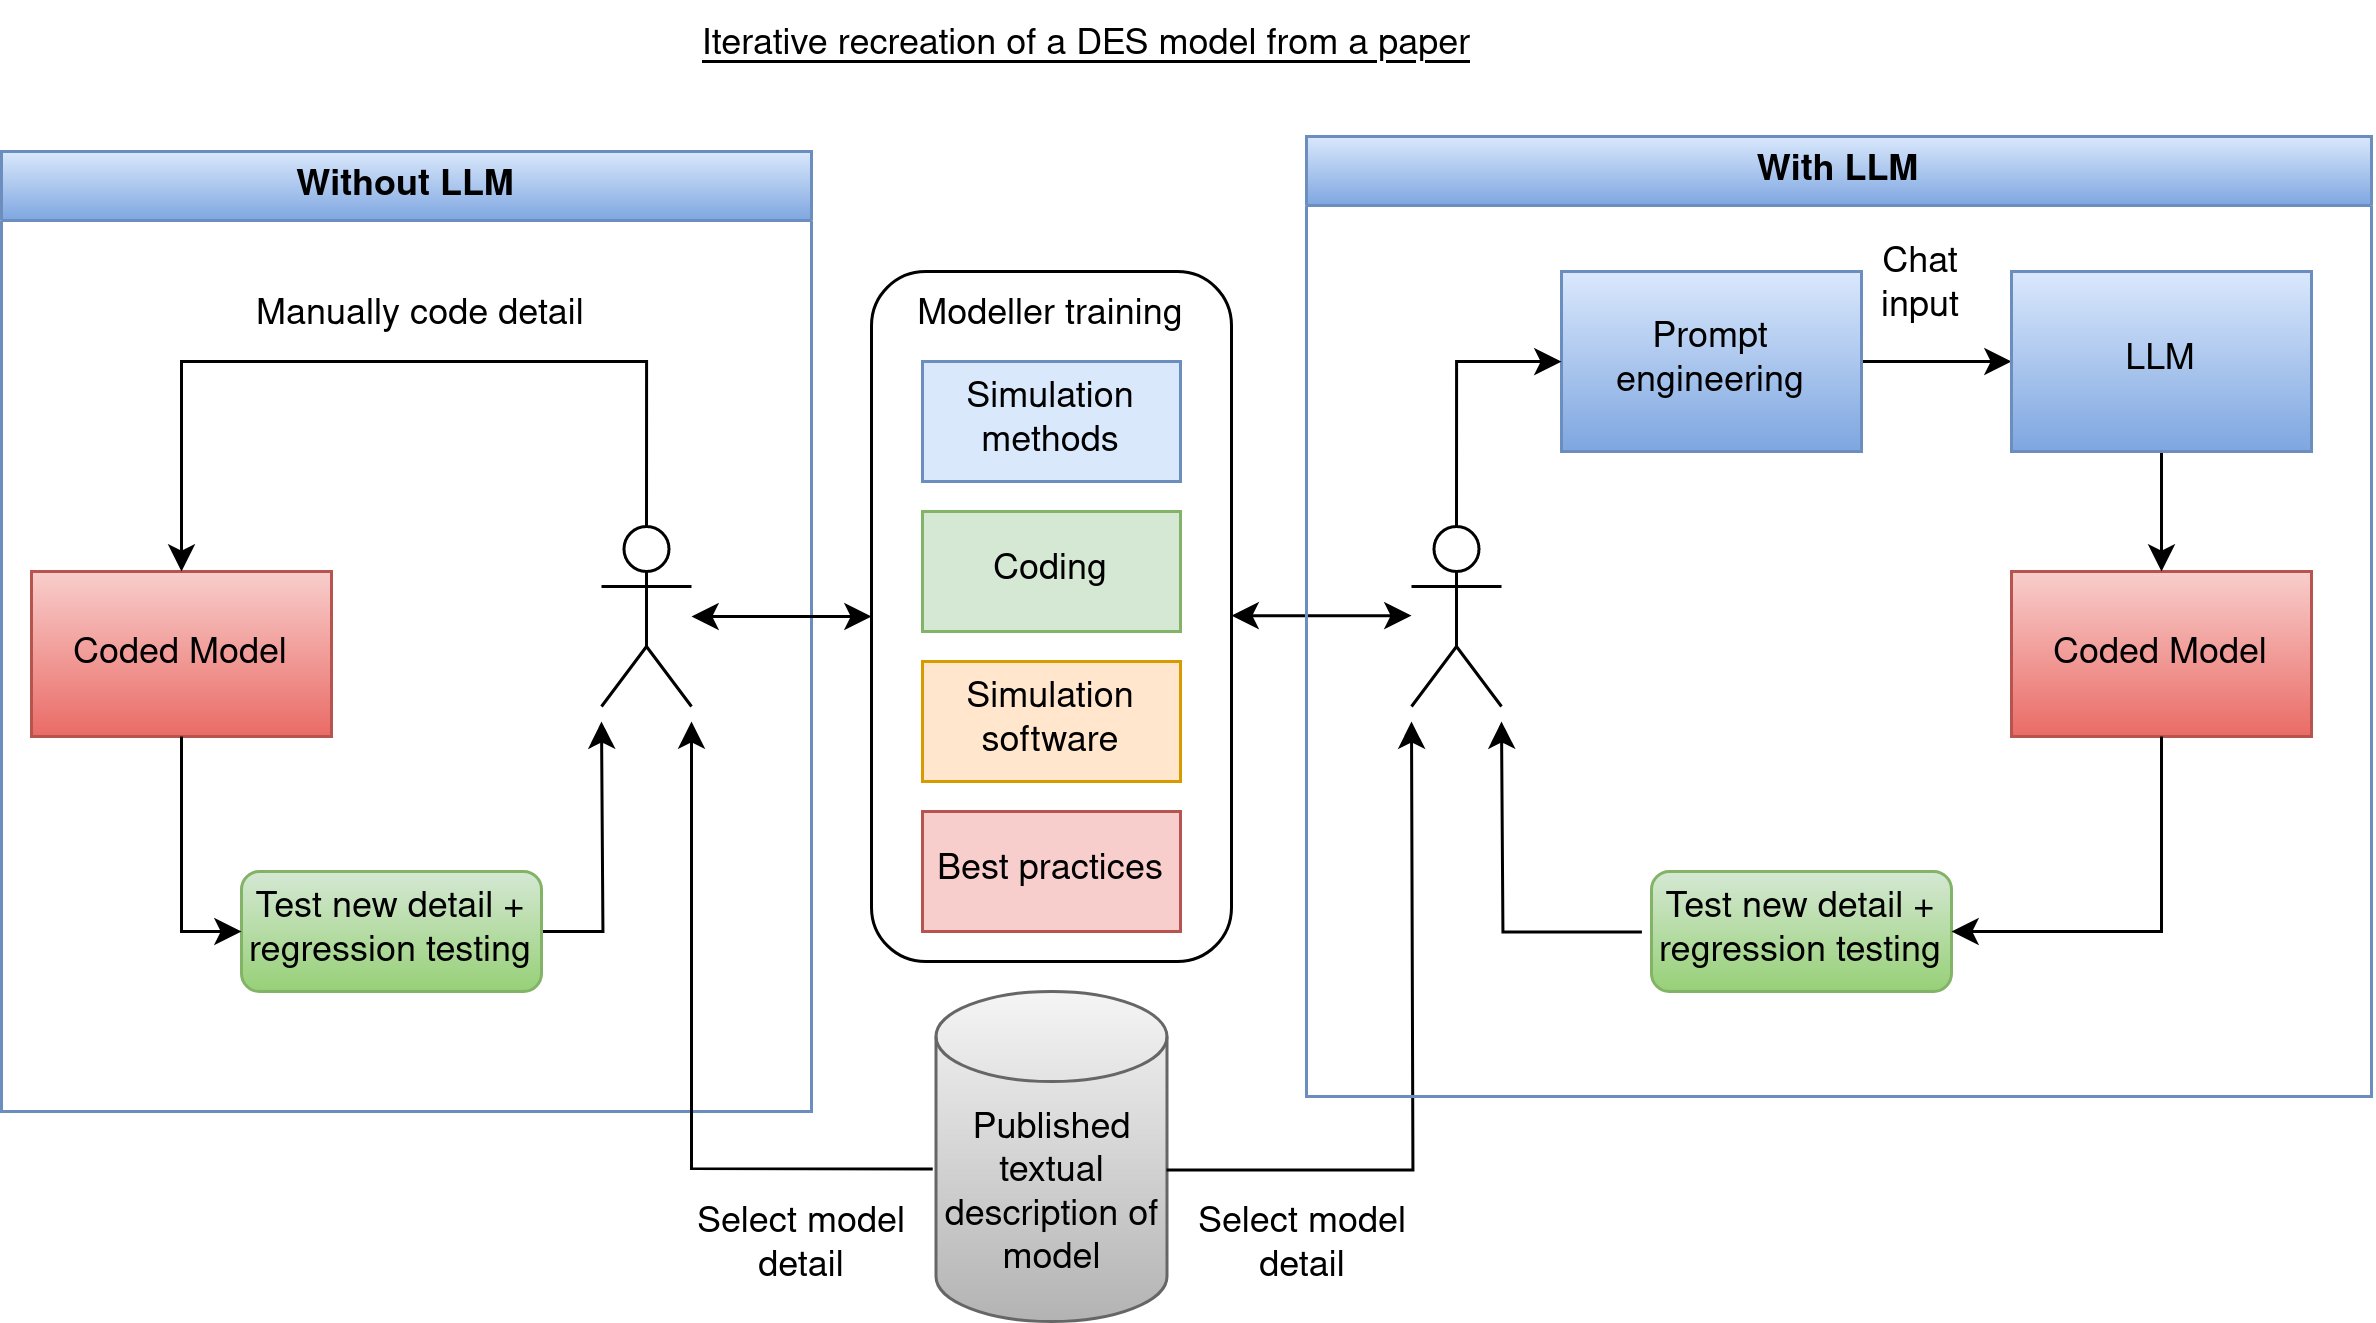 Iterative recreation of a DES model from a paper
Without LLM
Manually code detail
Coded Model
Test new detail +
regression testing
Modeller training
Simulation
methods
Coding
Simulation
software
Best practices
Published
textual
description of
model
Select model
detail
Select model
detail
With LLM
Prompt
engineering
Chat
input
LLM
Coded Model
Test new detail +
regression testing